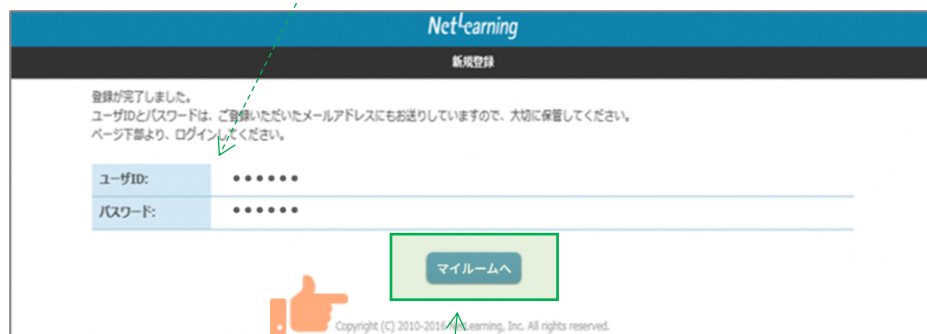 NetLearning
新規登録
登録が完了しました。
ユーザIDとパスワードは、ご登録いただいたメールアドレスにもお送りしていますので、大切に保管してください。
ページ下部より、ログインしてください。
ユーザID: ●●●●●●
パスワード: ●●●●●●
マイルームへ
Copyright (C) 2010-2016 NetLearning, Inc. All rights reserved.